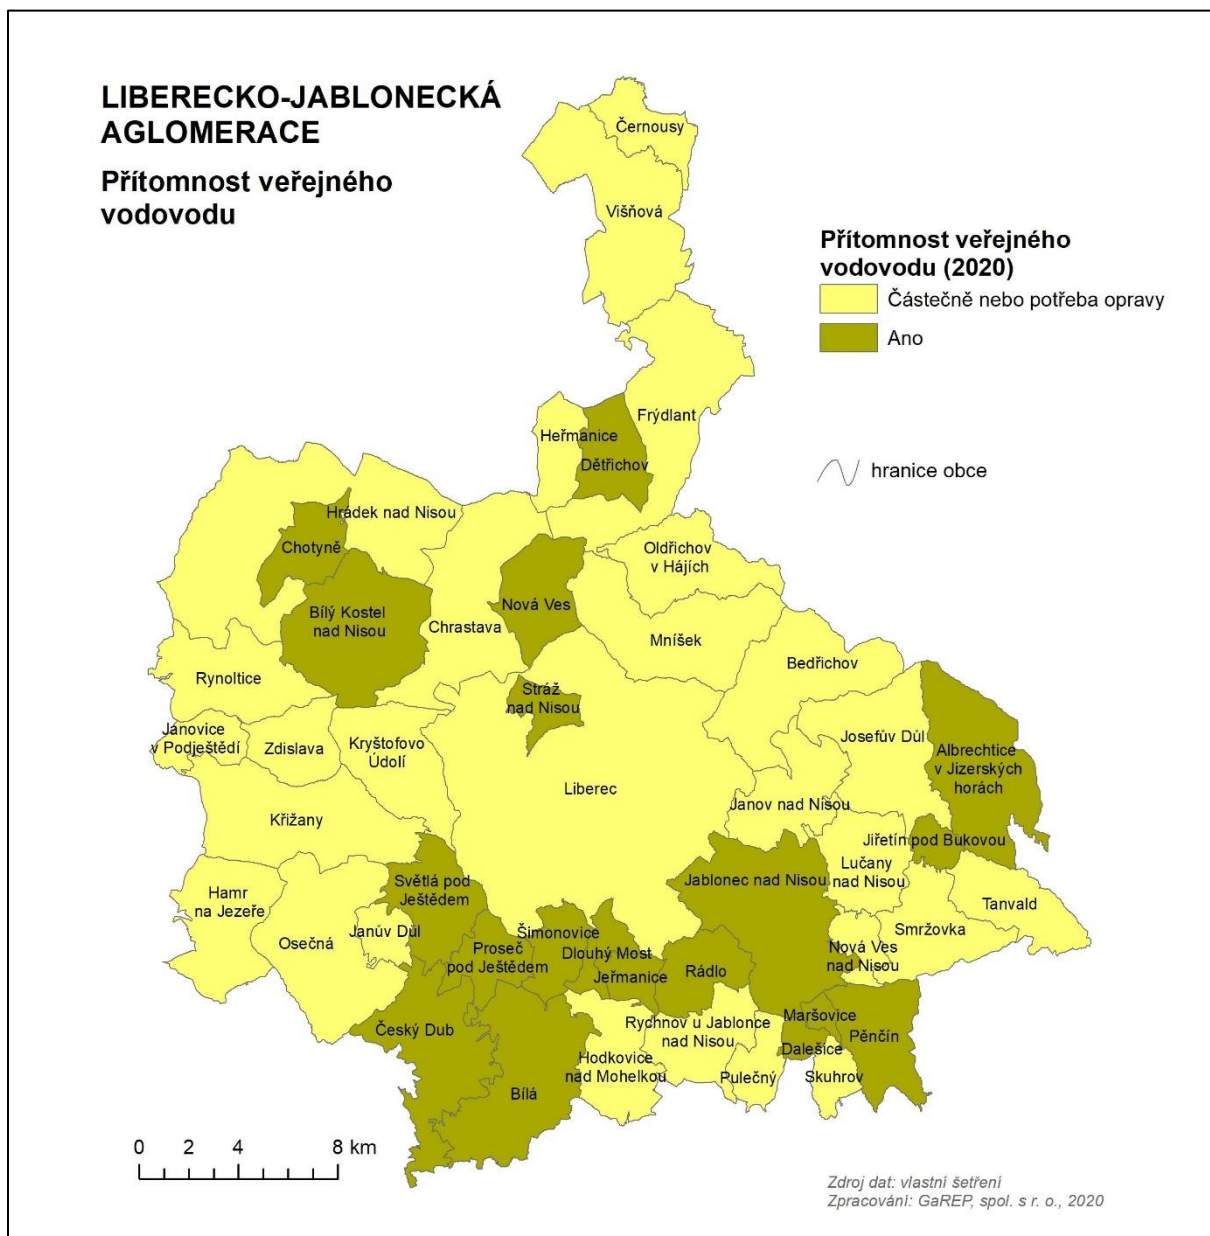 LIBERECKO-JABLONECKÁ
AGLOMERACE
Přítomnost veřejného
vodovodu
Přítomnost veřejného
vodovodu (2020)
Částečně nebo potřeba opravy
Ano
hranice obce
Černousy
Višňová
Frýdlant
Heřmanice
Dětřichov
Hrádek nad Nisou
Chotyně
Oldřichov
v Hájích
Bílý Kostel
nad Nisou
Nová Ves
Chrastava
Mníšek
Bedřichov
Rynoltice
Stráž
nad Nisou
Janovice
v Podještědí
Zdislava
Kryštofovo
Údolí
Josefův Důl
Albrechtice
v Jizerských
horách
Liberec
Janov nad Nisou
Křižany
Jiřetín pod Bukovou
Lučany
nad Nisou
Jablonec nad Nisou
Světlá pod
Ještědem
Hamr
na Jezeře
Tanvald
Osečná
Janův Důl
Smržovka
Šimonovice
Proseč
pod Ještědem
Dlouhý Most
Jeřmanice
Rádlo
Nová Ves
nad Nisou
Český Dub
Maršovice
Rychnov u Jablonce
nad Nisou
Pěnčín
Dalešice
Hodkovice
nad Mohelkou
Pulečný
Skuhrov
Bílá
0 2 4 8 km
Zdroj dat: vlastní šetření
Zpracování: GaREP, spol. s r. o., 2020